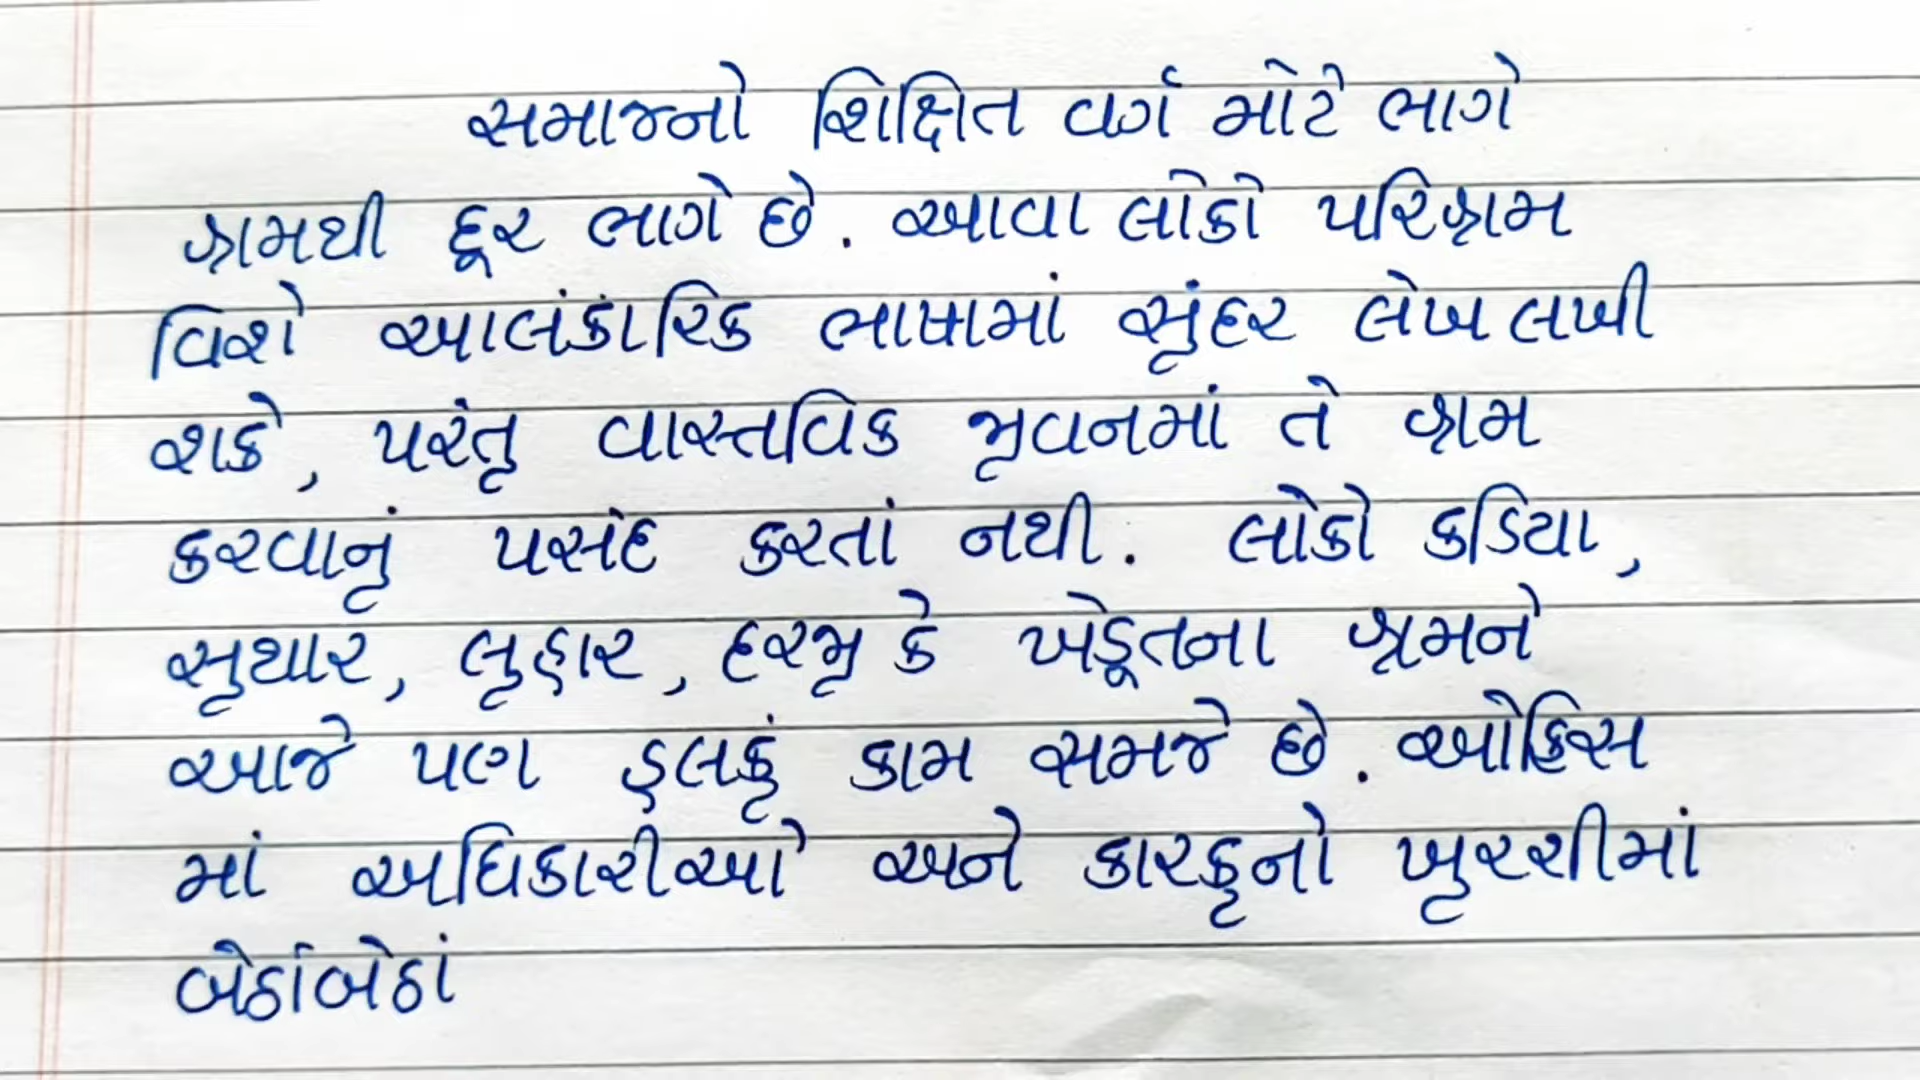 સમાજનો શિક્ષિત વર્ગ મોટે ભાગે
શ્રમથી દૂર ભાગે છે. આવા લોકો પરિશ્રમ
વિશે આલંકારિક ભાષામાં સુંદર લેખ લખી
શકે, પરંતુ વાસ્તવિક જીવનમાં તે શ્રમ
કરવાનું પસંદ કરતાં નથી. લોકો કડિયા,
સુથાર, લુહાર, દરજી કે ખેડૂતના શ્રમને
આજે પણ હલકું કામ સમજે છે. ઓફિસ
માં અધિકારીઓ અને કારકુનો ખુરશીમાં
બેઠાંબેઠાં